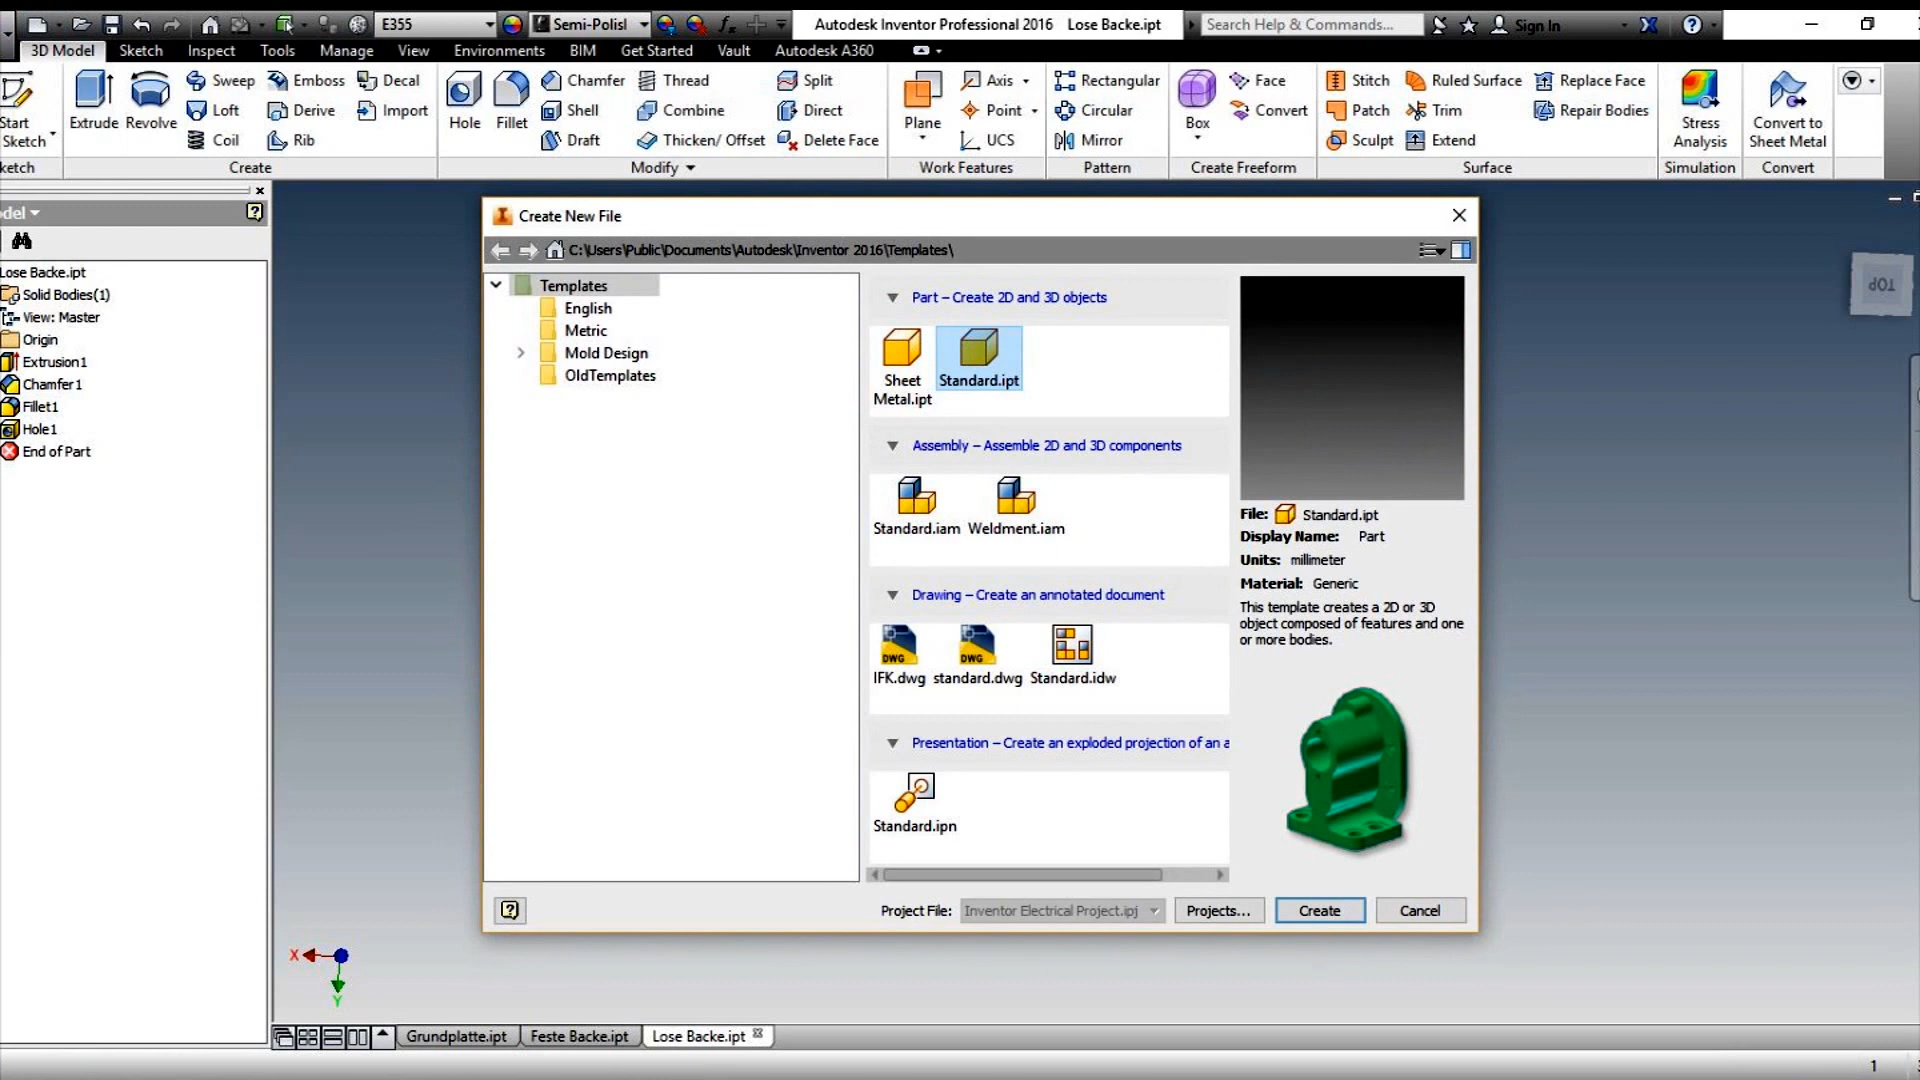 E355
Semi-Polisl
Autodesk Inventor Professional 2016 Lose Backe.ipt
Search Help & Commands...
Sign In
3D Model Sketch Inspect Tools Manage View Environments BIM Get Started Vault Autodesk A360
Start
Sketch
Extrude Revolve
Sweep Emboss Decal
Loft Derive Import
Coil Rib
Hole Fillet
Chamfer Thread Split
Shell Combine Direct
Draft Thicken/ Offset Delete Face
Plane
Axis
Point
UCS
Rectangular
Circular
Mirror
Box
Face
Convert
Stitch Ruled Surface Replace Face
Patch Trim Repair Bodies
Sculpt Extend
Stress
Analysis
Convert to
Sheet Metal
ketch Create Modify Work Features Pattern Create Freeform Surface Simulation Convert
odel
Lose Backe.ipt
Solid Bodies(1)
View: Master
Origin
Extrusion1
Chamfer1
Fillet1
Hole1
End of Part
Create New File
C:\Users\Public\Documents\Autodesk\Inventor 2016\Templates\
Templates
English
Metric
Mold Design
OldTemplates
Part – Create 2D and 3D objects
Sheet
Metal.ipt
Standard.ipt
Assembly – Assemble 2D and 3D components
Standard.iam Weldment.iam
Drawing – Create an annotated document
DWG DWG
IFK.dwg standard.dwg Standard.idw
Presentation – Create an exploded projection of an a
Standard.ipn
File: Standard.ipt
Display Name: Part
Units: millimeter
Material: Generic
This template creates a 2D or 3D
object composed of features and one
or more bodies.
Project File: Inventor Electrical Project.ipj Projects... Create Cancel
TOP
X
Y
Grundplatte.ipt Feste Backe.ipt Lose Backe.ipt
1